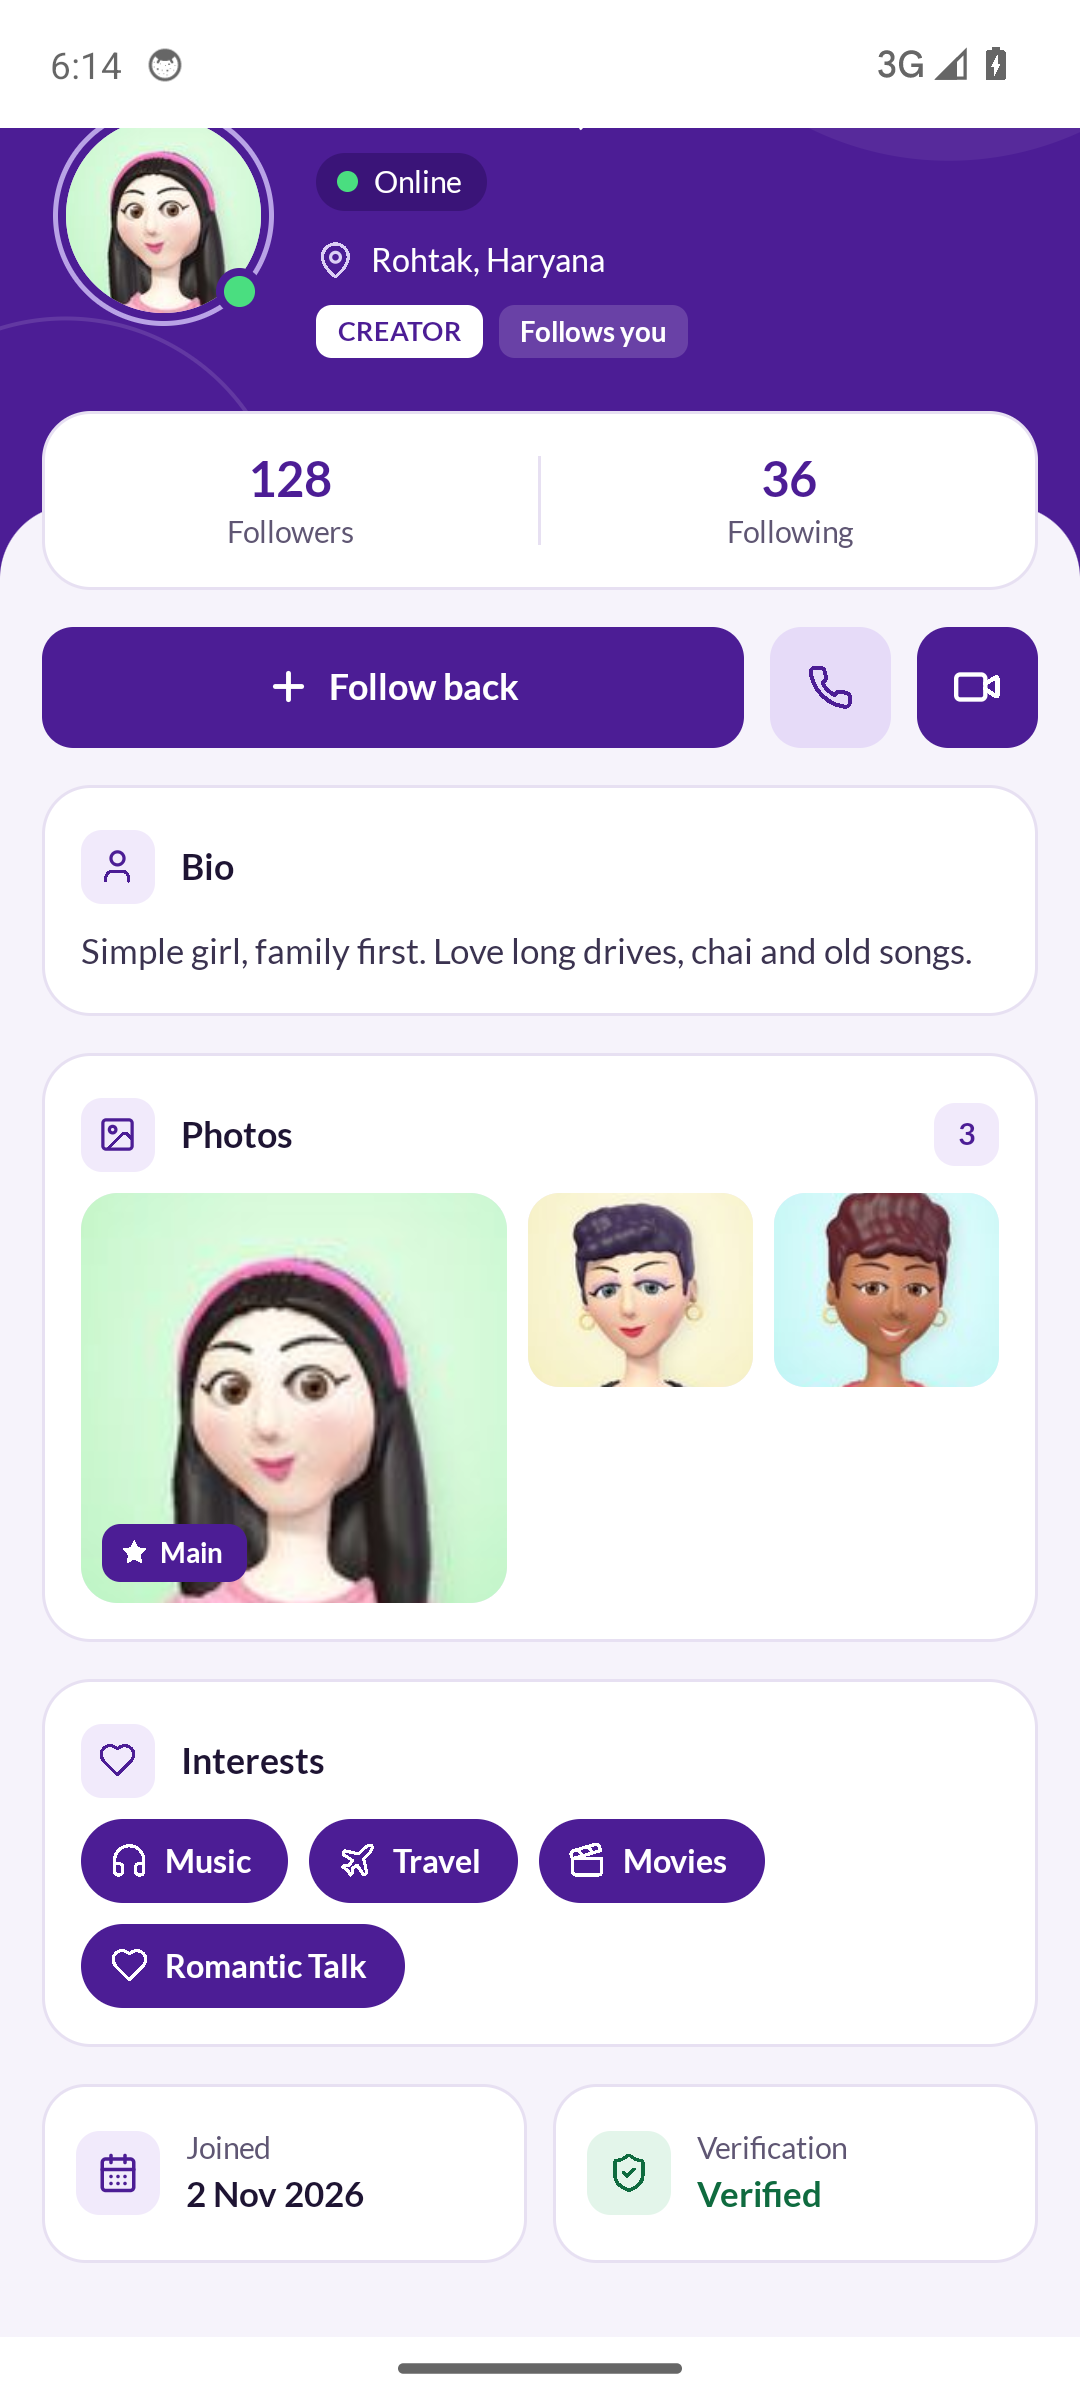 6:14
3G
Online
Rohtak, Haryana
CREATOR
Follows you
128
Followers
36
Following
Follow back
Bio
Simple girl, family first. Love long drives, chai and old songs.
Photos
3
Main
Interests
Music
Travel
Movies
Romantic Talk
Joined
2 Nov 2026
Verification
Verified